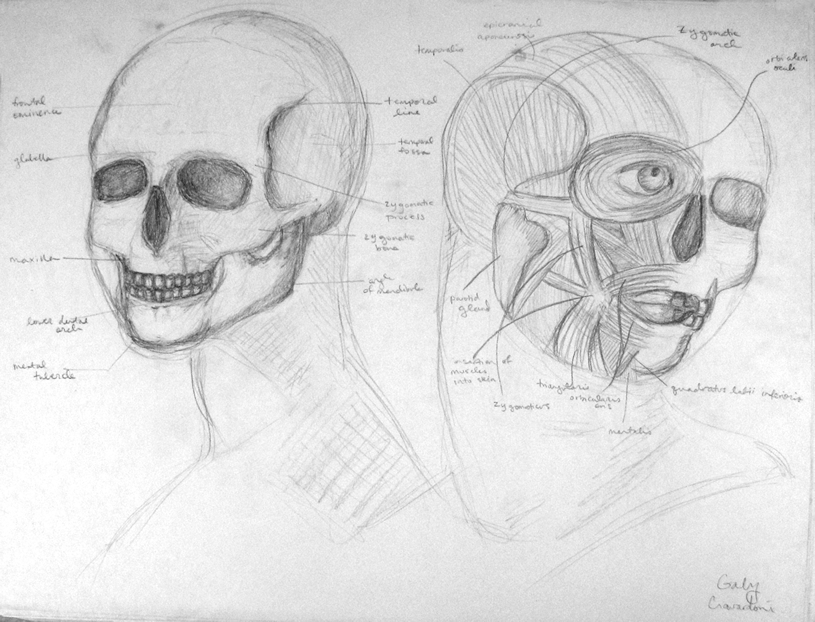 frontal
eminence
glabella
maxilla
lower dental
arch
mental
tubercle
temporal
line
temporal
fossa
zygomatic
process
zygomatic
bone
angle
of mandible
epicranial
aponeurosis
temporalis
zygomatic
arch
orbicularis
oculi
parotid
gland
insertion of
muscles
into skin
zygomaticus
triangularis
orbicularis
oris
mentalis
quadratus labii inferioris
Gaby